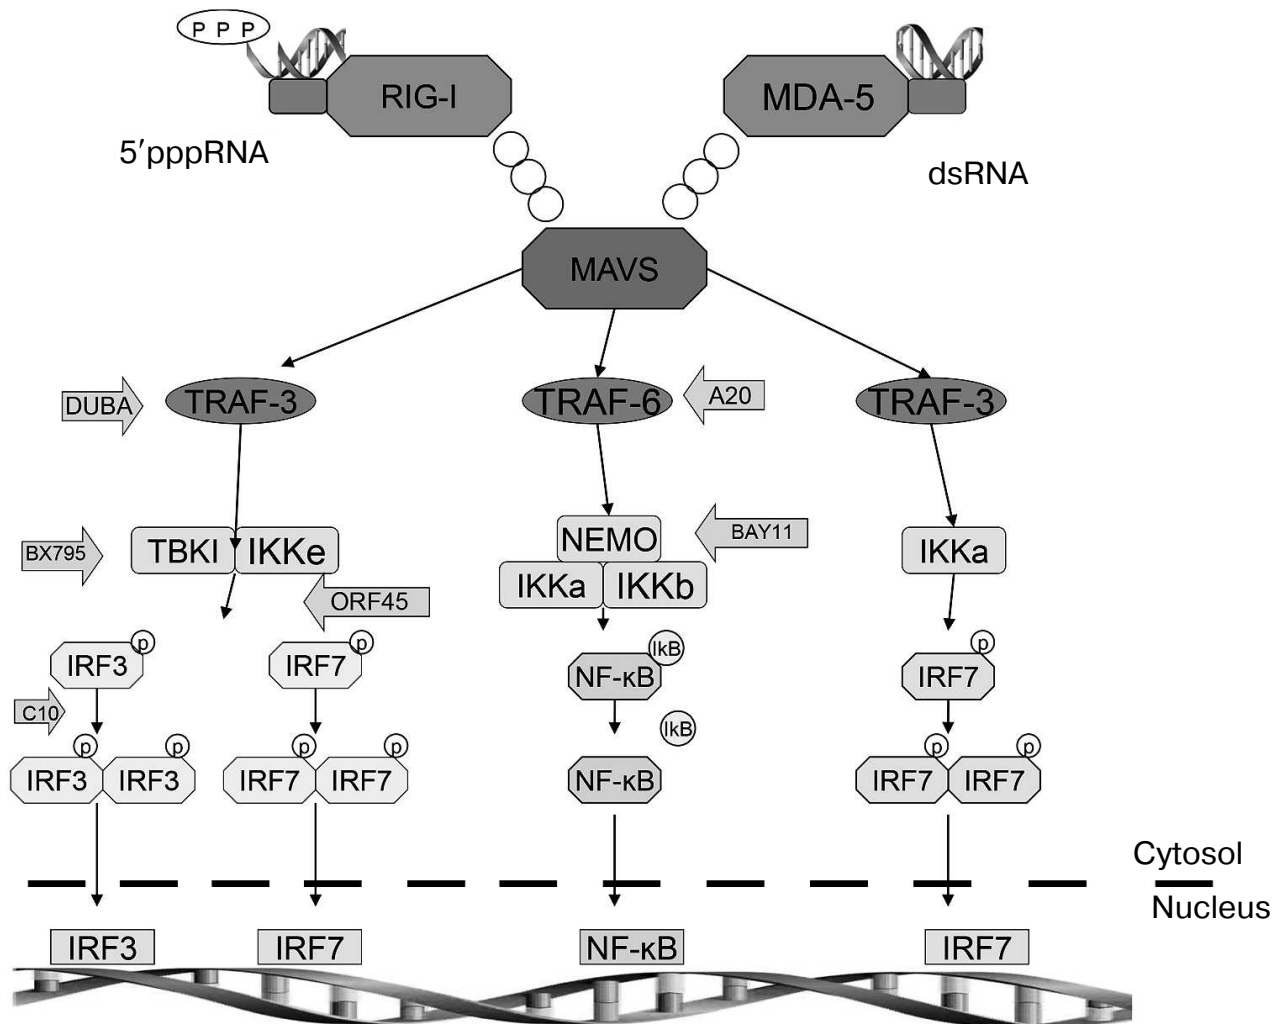 P P P
RIG-I
MDA-5
5′pppRNA
dsRNA
MAVS
DUBA
TRAF-3
TRAF-6
A20
TRAF-3
BX795
TBKI
IKKe
NEMO
BAY11
IKKa
IKKa
IKKb
ORF45
IRF3
p
IRF7
p
NF-κB
IkB
IRF7
p
C10
IkB
p
p
p
p
p
p
IRF3
IRF3
IRF7
IRF7
NF-κB
IRF7
IRF7
Cytosol
Nucleus
IRF3
IRF7
NF-κB
IRF7